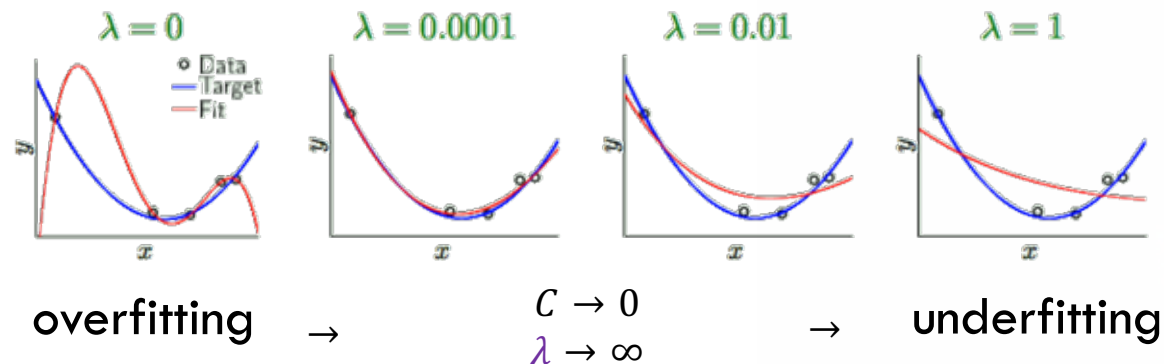 λ = 0
λ = 0.0001
λ = 0.01
λ = 1
Data
Target
Fit
y
x
y
x
y
x
y
x
overfitting → C → 0 → underfitting
λ → ∞